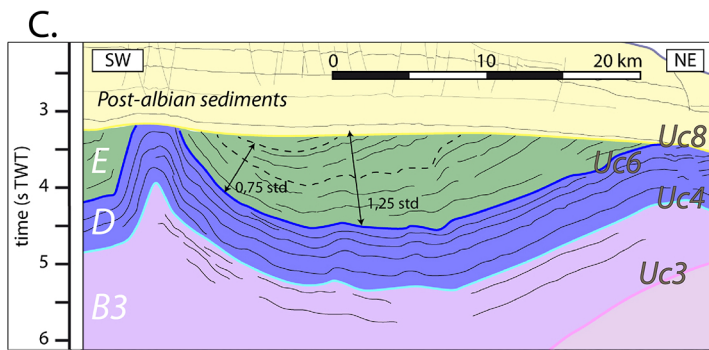 C.
SW
0 10 20 km
NE
Post-albian sediments
3
Uc8
E
Uc6
4
0,75 std
1,25 std
D
Uc4
time (s TWT)
5
Uc3
B3
6